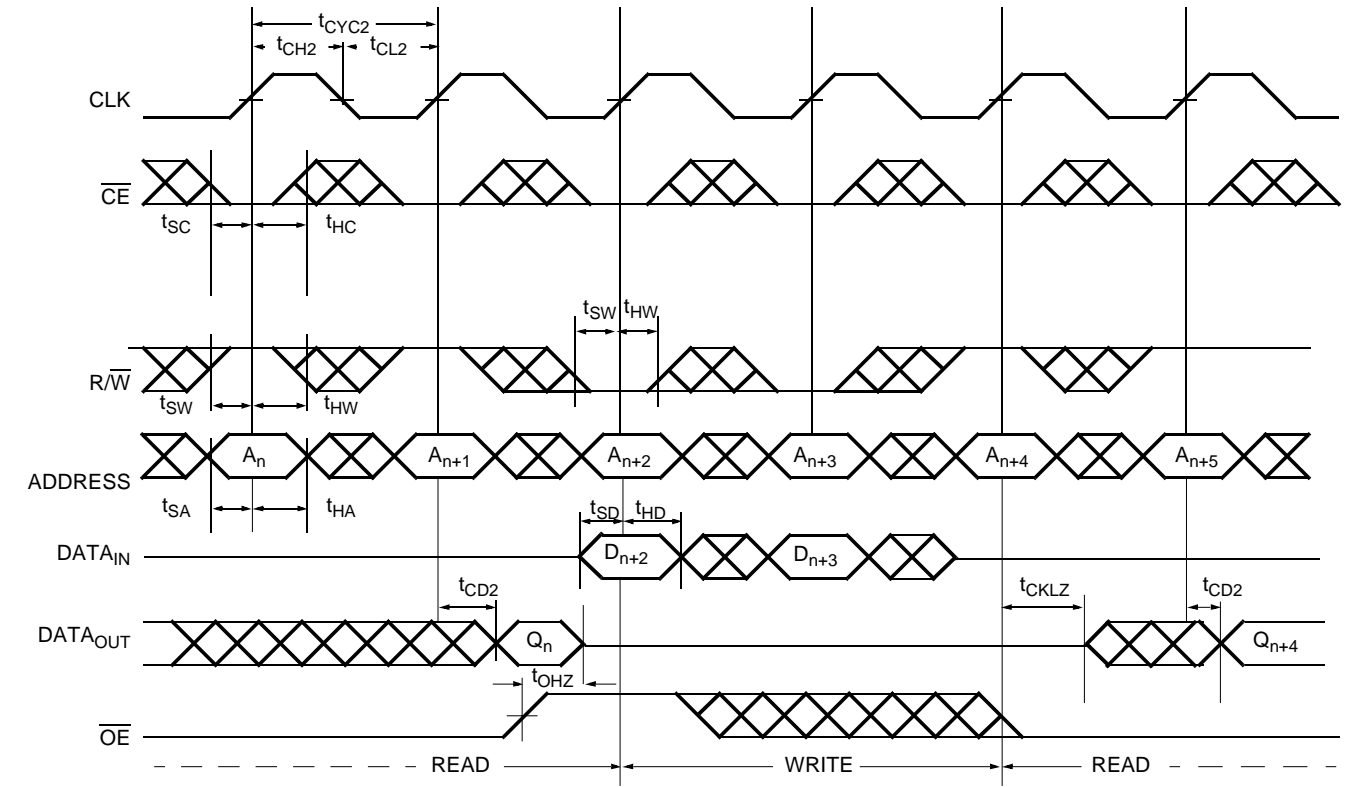 tCYC2
tCH2 tCL2
CLK
CE
tSC tHC
tSW tHW
R/W
tSW tHW
An An+1 An+2 An+3 An+4 An+5
ADDRESS
tSA tHA
tSD tHD
DATAIN Dn+2 Dn+3
tCD2 tCKLZ tCD2
DATAOUT Qn Qn+4
tOHZ
OE
READ WRITE READ